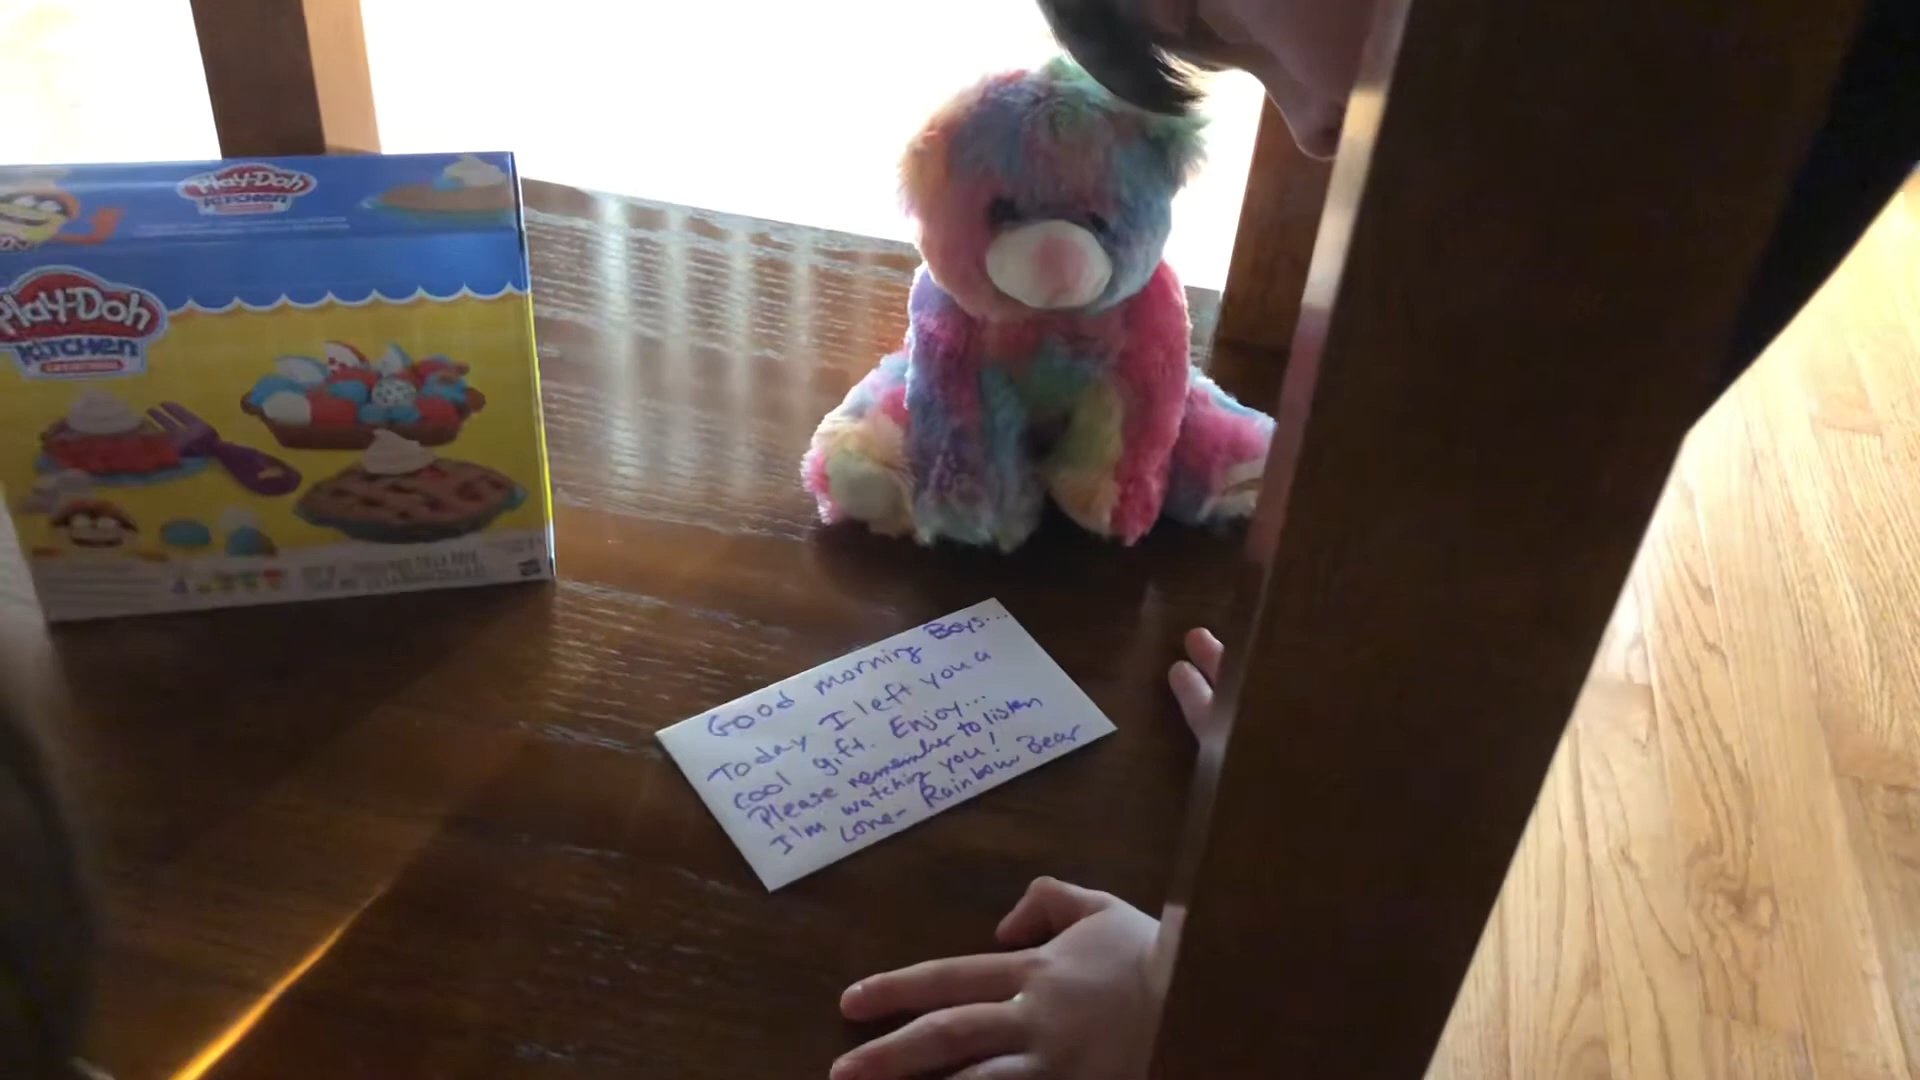 PLAY-DOH
KITCHEN
PLAY-DOH
KITCHEN
Good morning Boys...
Today I left you a
cool gift. Enjoy...
Please remember to listen
I'm watching you!
Love- Rainbow Bear